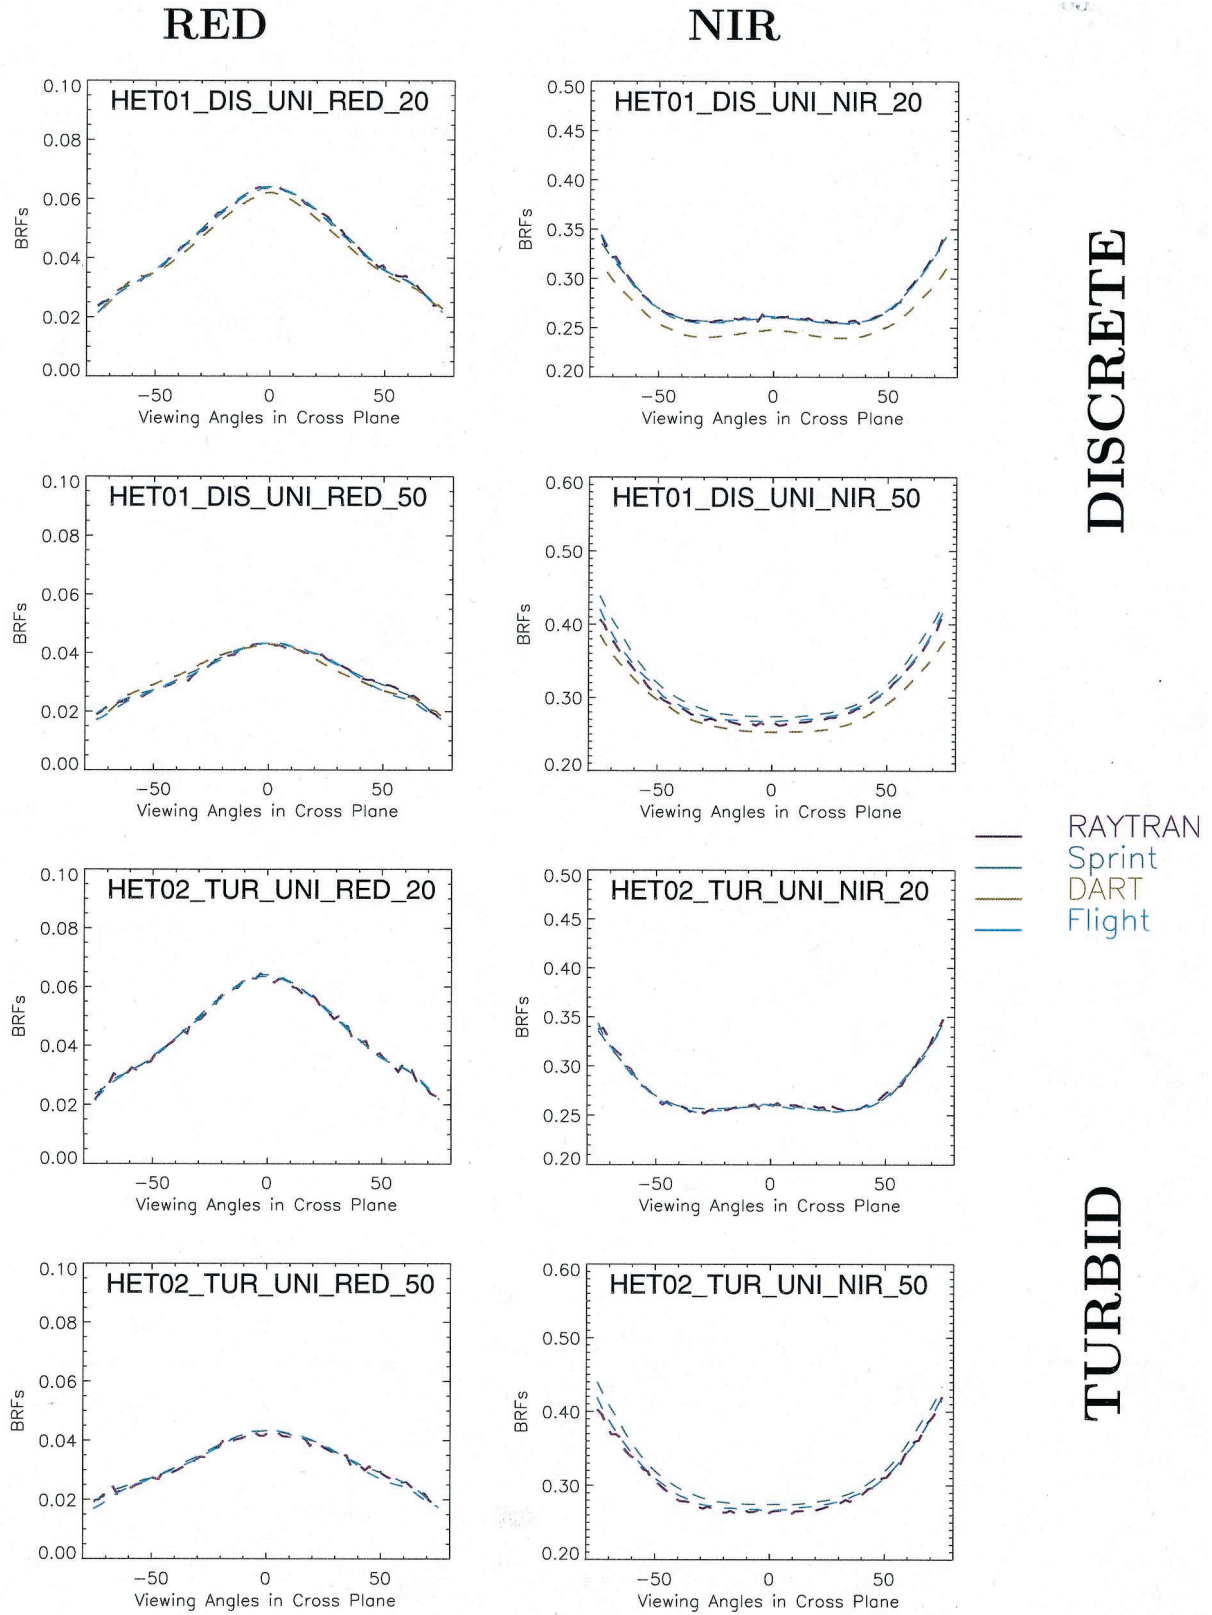 RED
NIR
HET01_DIS_UNI_RED_20
0.10
0.08
0.06
0.04
0.02
0.00
BRFs
−50 0 50
Viewing Angles in Cross Plane
HET01_DIS_UNI_NIR_20
0.50
0.45
0.40
0.35
0.30
0.25
0.20
BRFs
−50 0 50
Viewing Angles in Cross Plane
DISCRETE
HET01_DIS_UNI_RED_50
0.10
0.08
0.06
0.04
0.02
0.00
BRFs
−50 0 50
Viewing Angles in Cross Plane
HET01_DIS_UNI_NIR_50
0.60
0.50
0.40
0.30
0.20
BRFs
−50 0 50
Viewing Angles in Cross Plane
RAYTRAN
Sprint
DART
Flight
HET02_TUR_UNI_RED_20
0.10
0.08
0.06
0.04
0.02
0.00
BRFs
−50 0 50
Viewing Angles in Cross Plane
HET02_TUR_UNI_NIR_20
0.50
0.45
0.40
0.35
0.30
0.25
0.20
BRFs
−50 0 50
Viewing Angles in Cross Plane
TURBID
HET02_TUR_UNI_RED_50
0.10
0.08
0.06
0.04
0.02
0.00
BRFs
−50 0 50
Viewing Angles in Cross Plane
HET02_TUR_UNI_NIR_50
0.60
0.50
0.40
0.30
0.20
BRFs
−50 0 50
Viewing Angles in Cross Plane